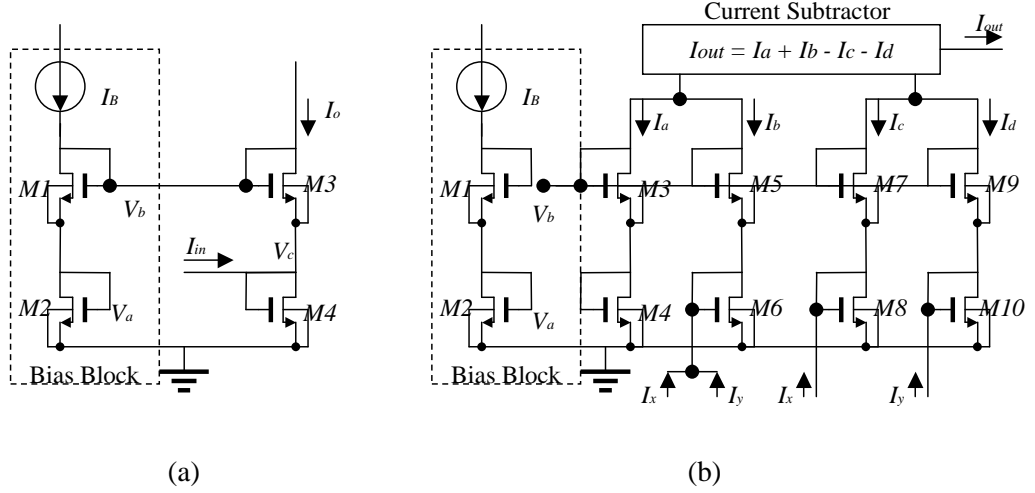 Current Subtractor
Iout = Ia + Ib - Ic - Id
Iout
IB
Io
M1
Vb
M3
Iin
Vc
M2
Va
M4
Bias Block
(a)
IB
Ia
Ib
Ic
Id
M1
Vb
M3
M5
M7
M9
M2
Va
M4
M6
M8
M10
Bias Block
Ix
Iy
Ix
Iy
(b)